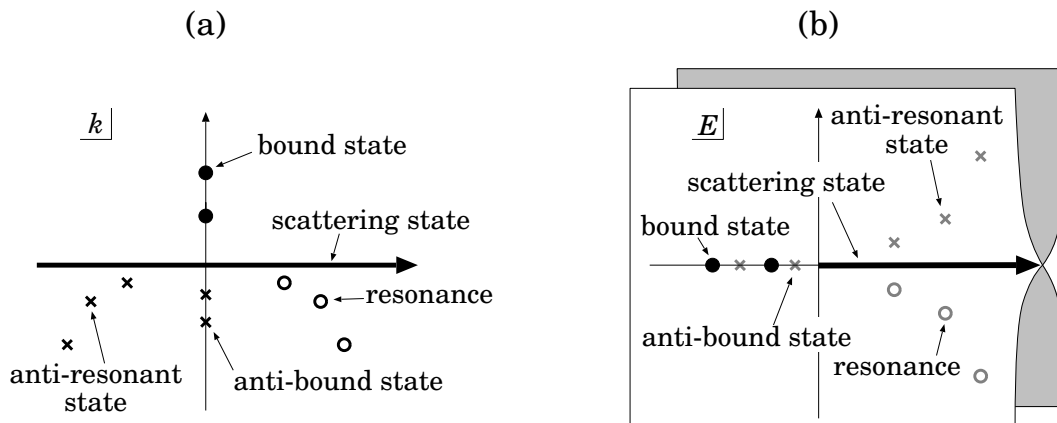 (a)
k
bound state
scattering state
resonance
anti-resonant
state
anti-bound state
(b)
E
anti-resonant
state
scattering state
bound state
anti-bound state
resonance